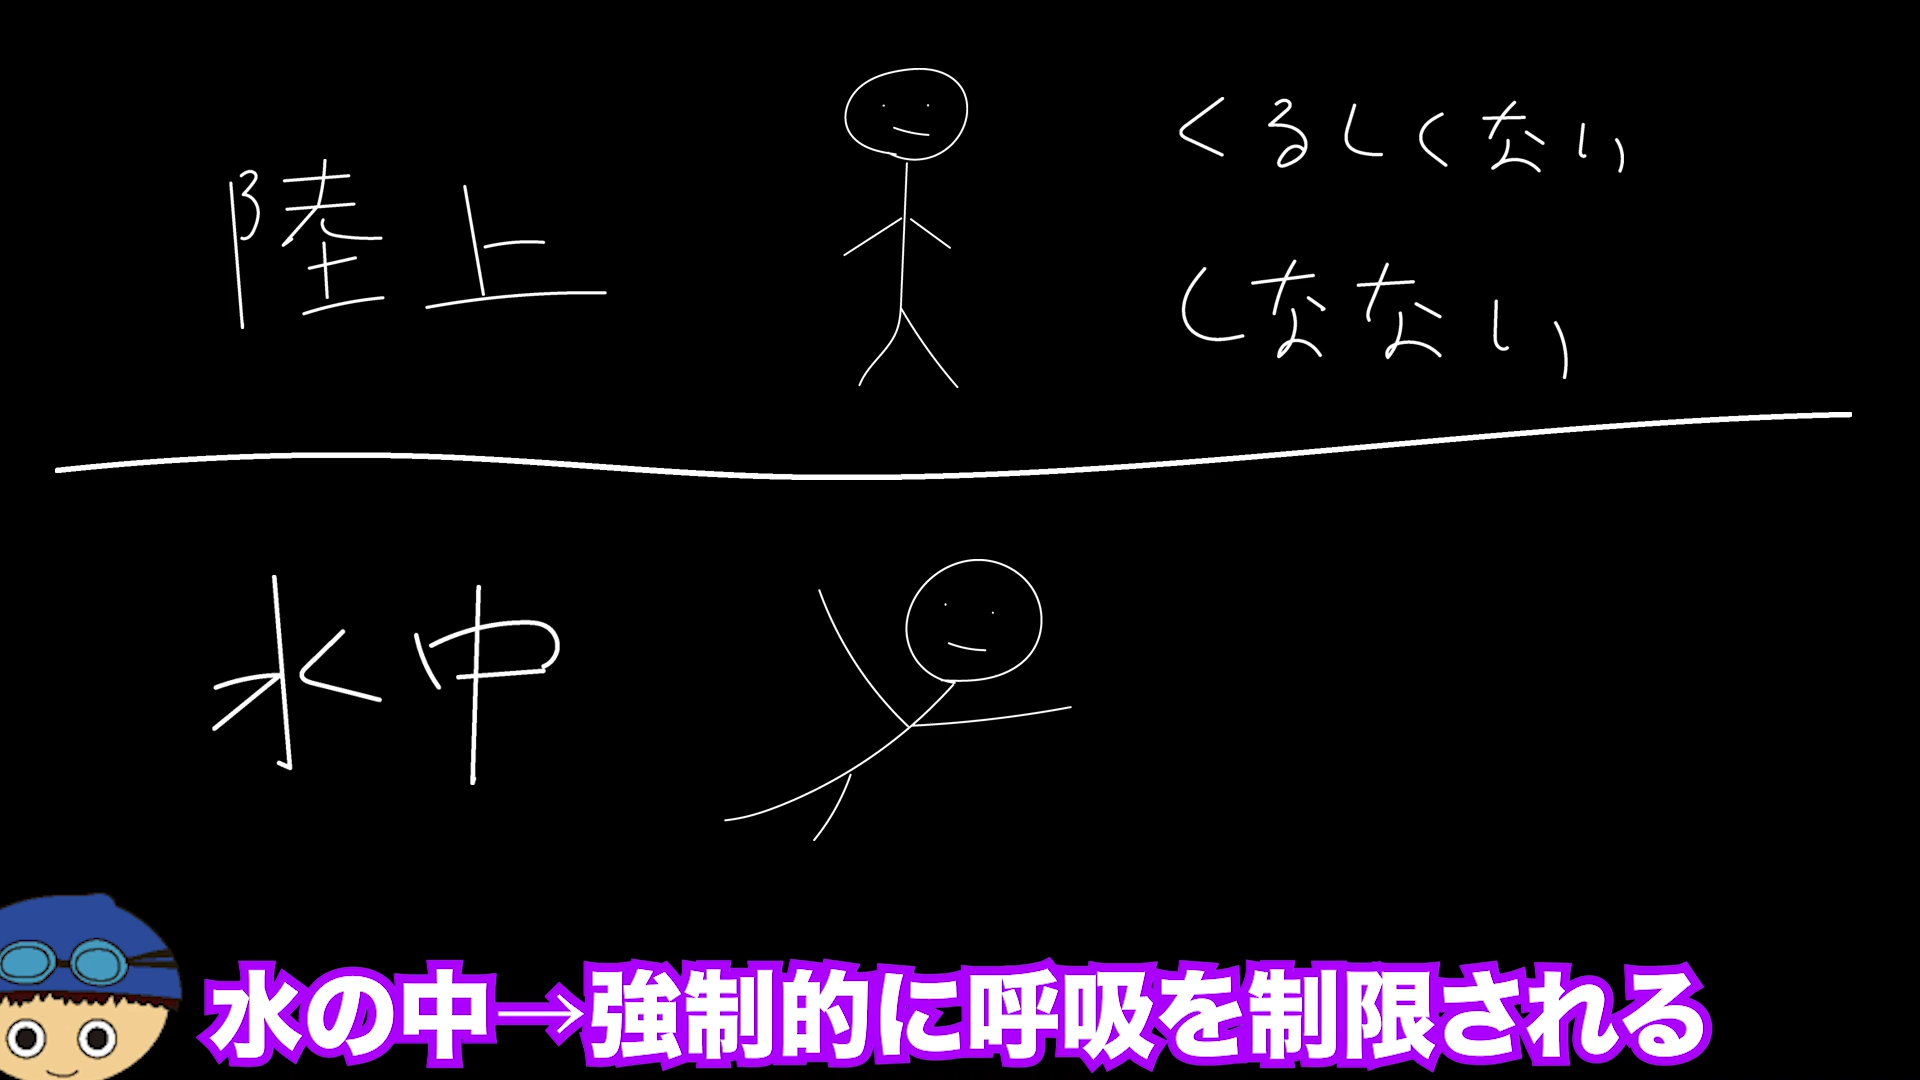 陸上
くるしくない
しなない
水中
水の中→強制的に呼吸を制限される